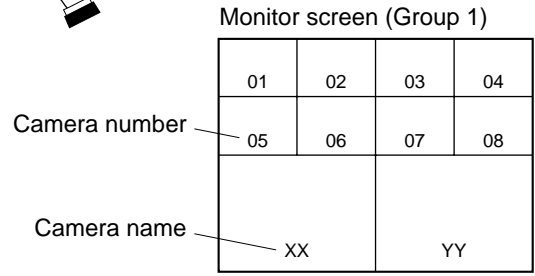 Monitor screen (Group 1)
01 02 03 04
Camera number
05 06 07 08
Camera name
XX YY